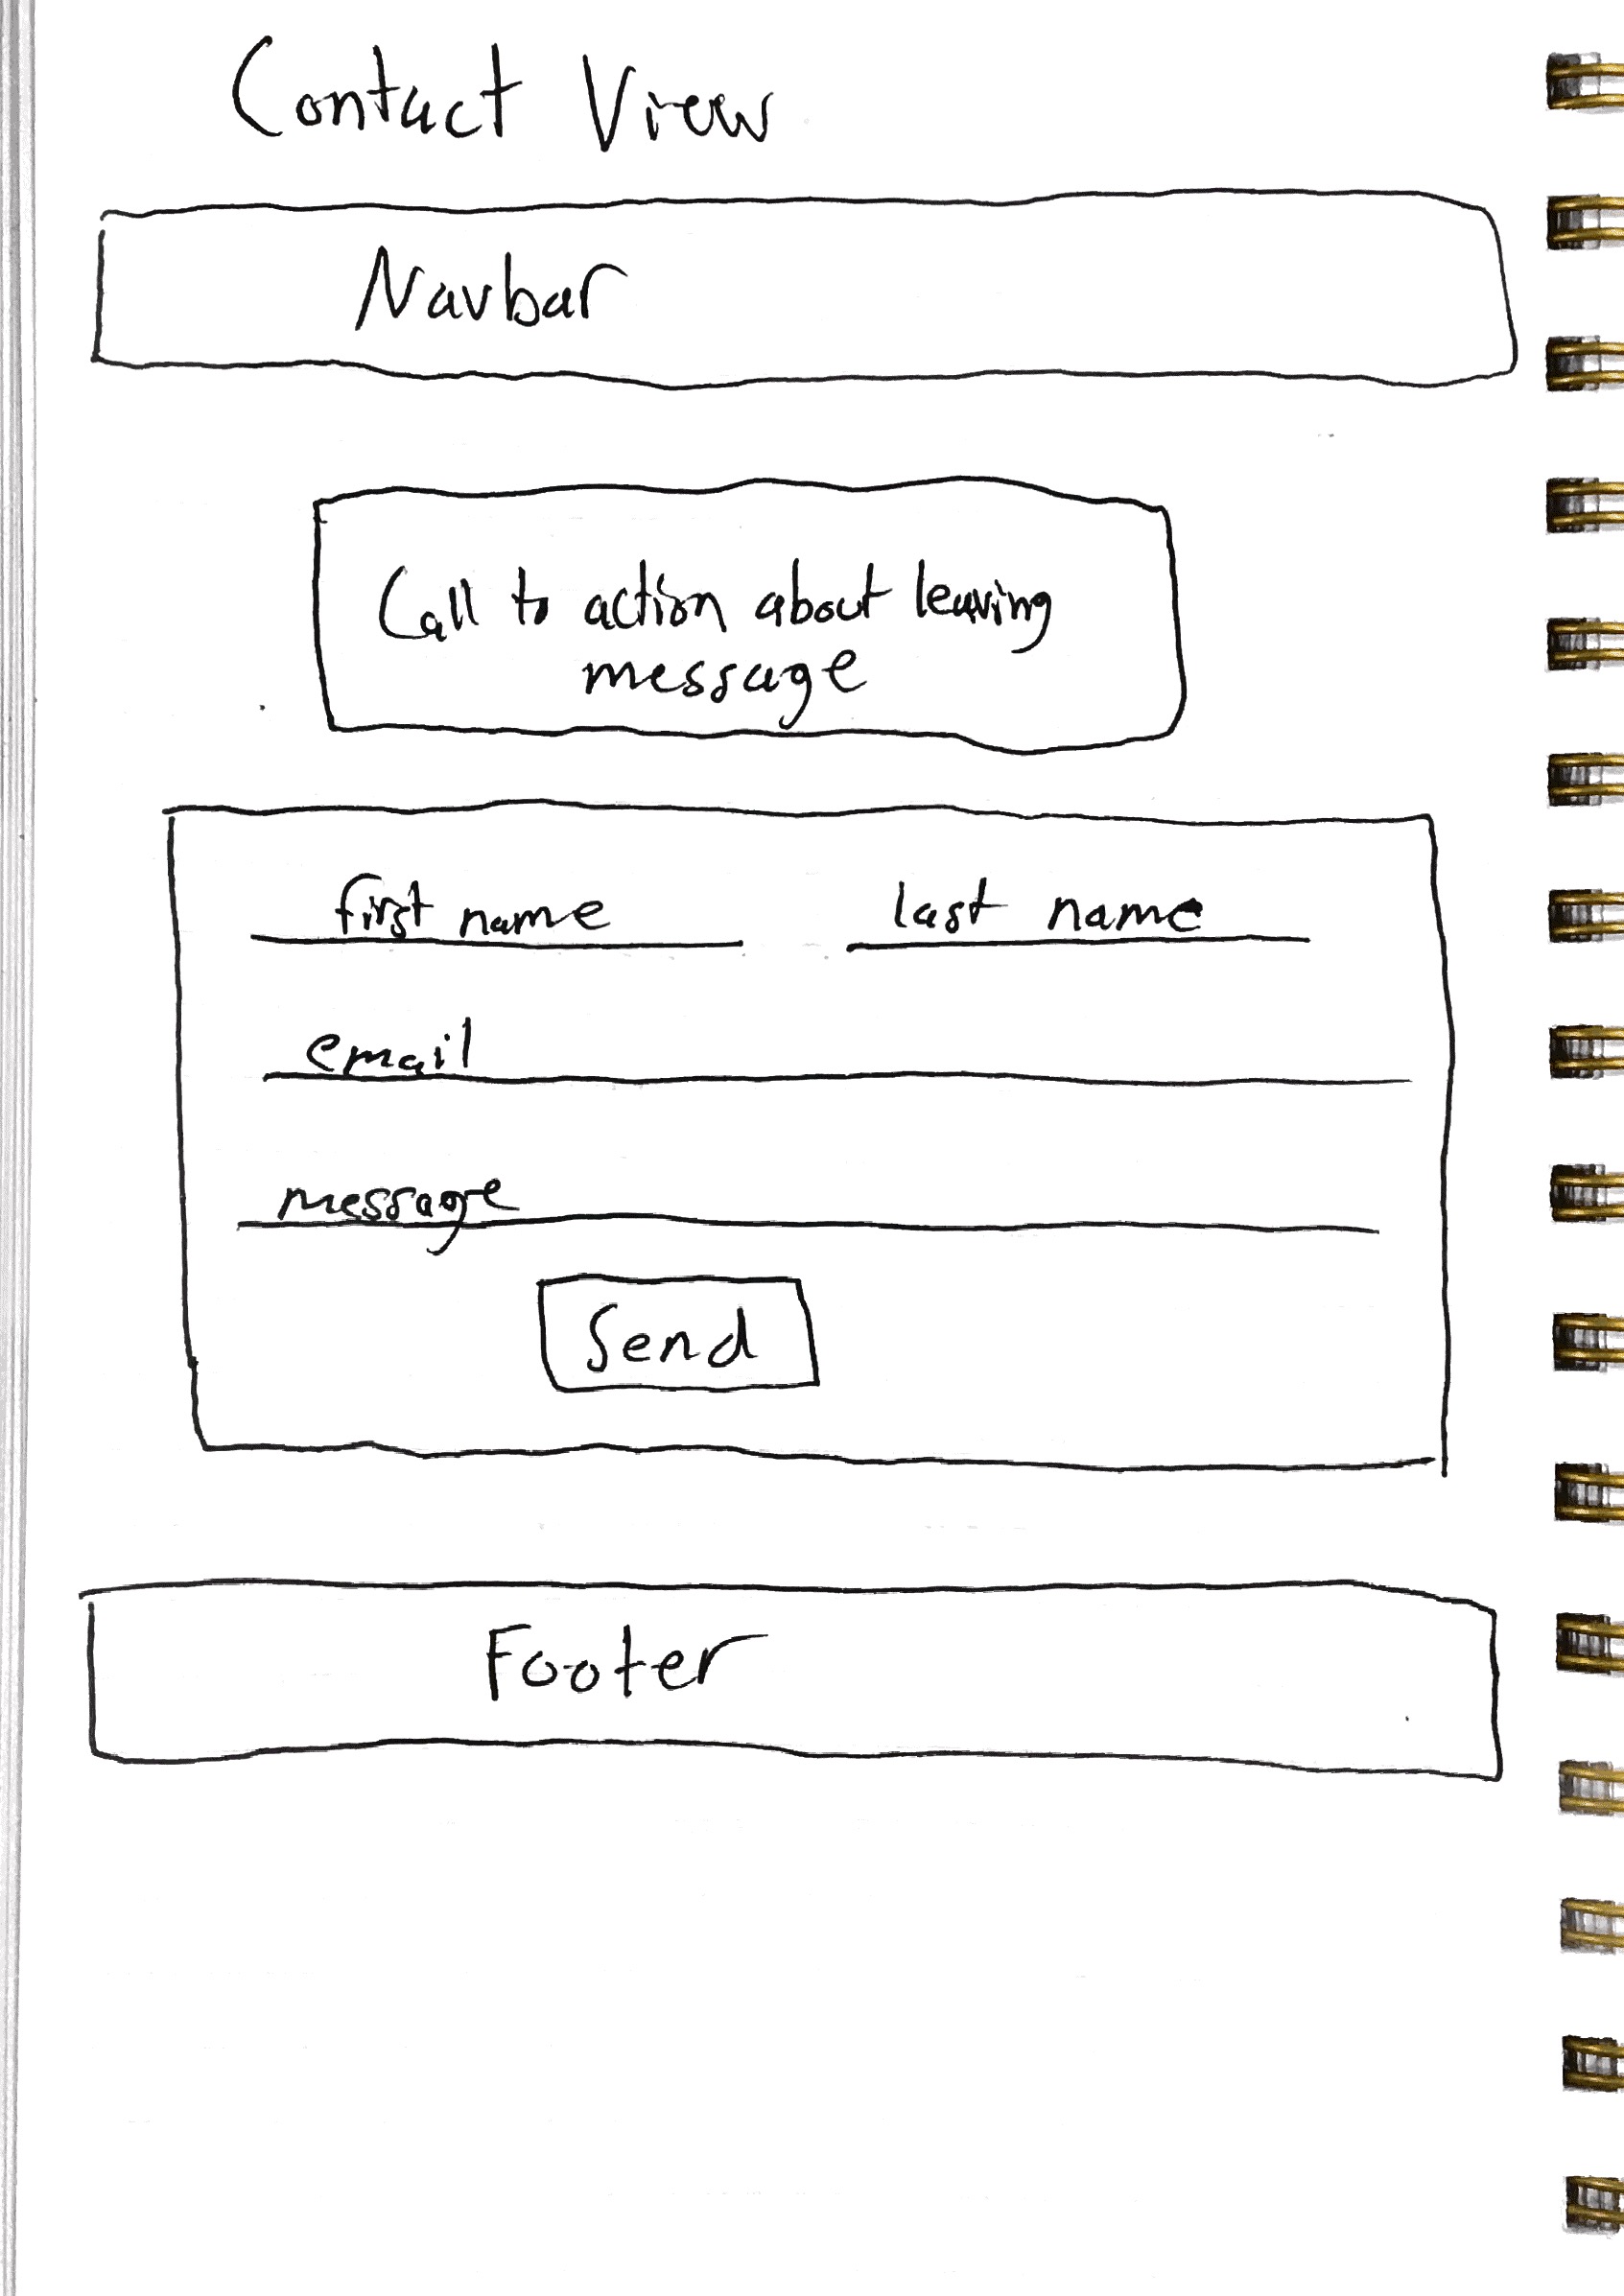 Contact View
Navbar
Call to action about leaving
message
first name last name
email
message
Send
Footer